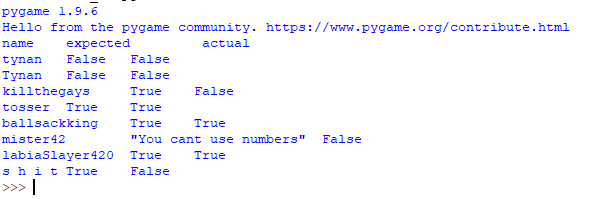 pygame 1.9.6
Hello from the pygame community. https://www.pygame.org/contribute.html
name expected actual
tynan False False
Tynan False False
killthegays True False
tosser True True
ballsackking True True
mister42 "You cant use numbers" False
labiaSlayer420 True True
s h i t True False
>>>